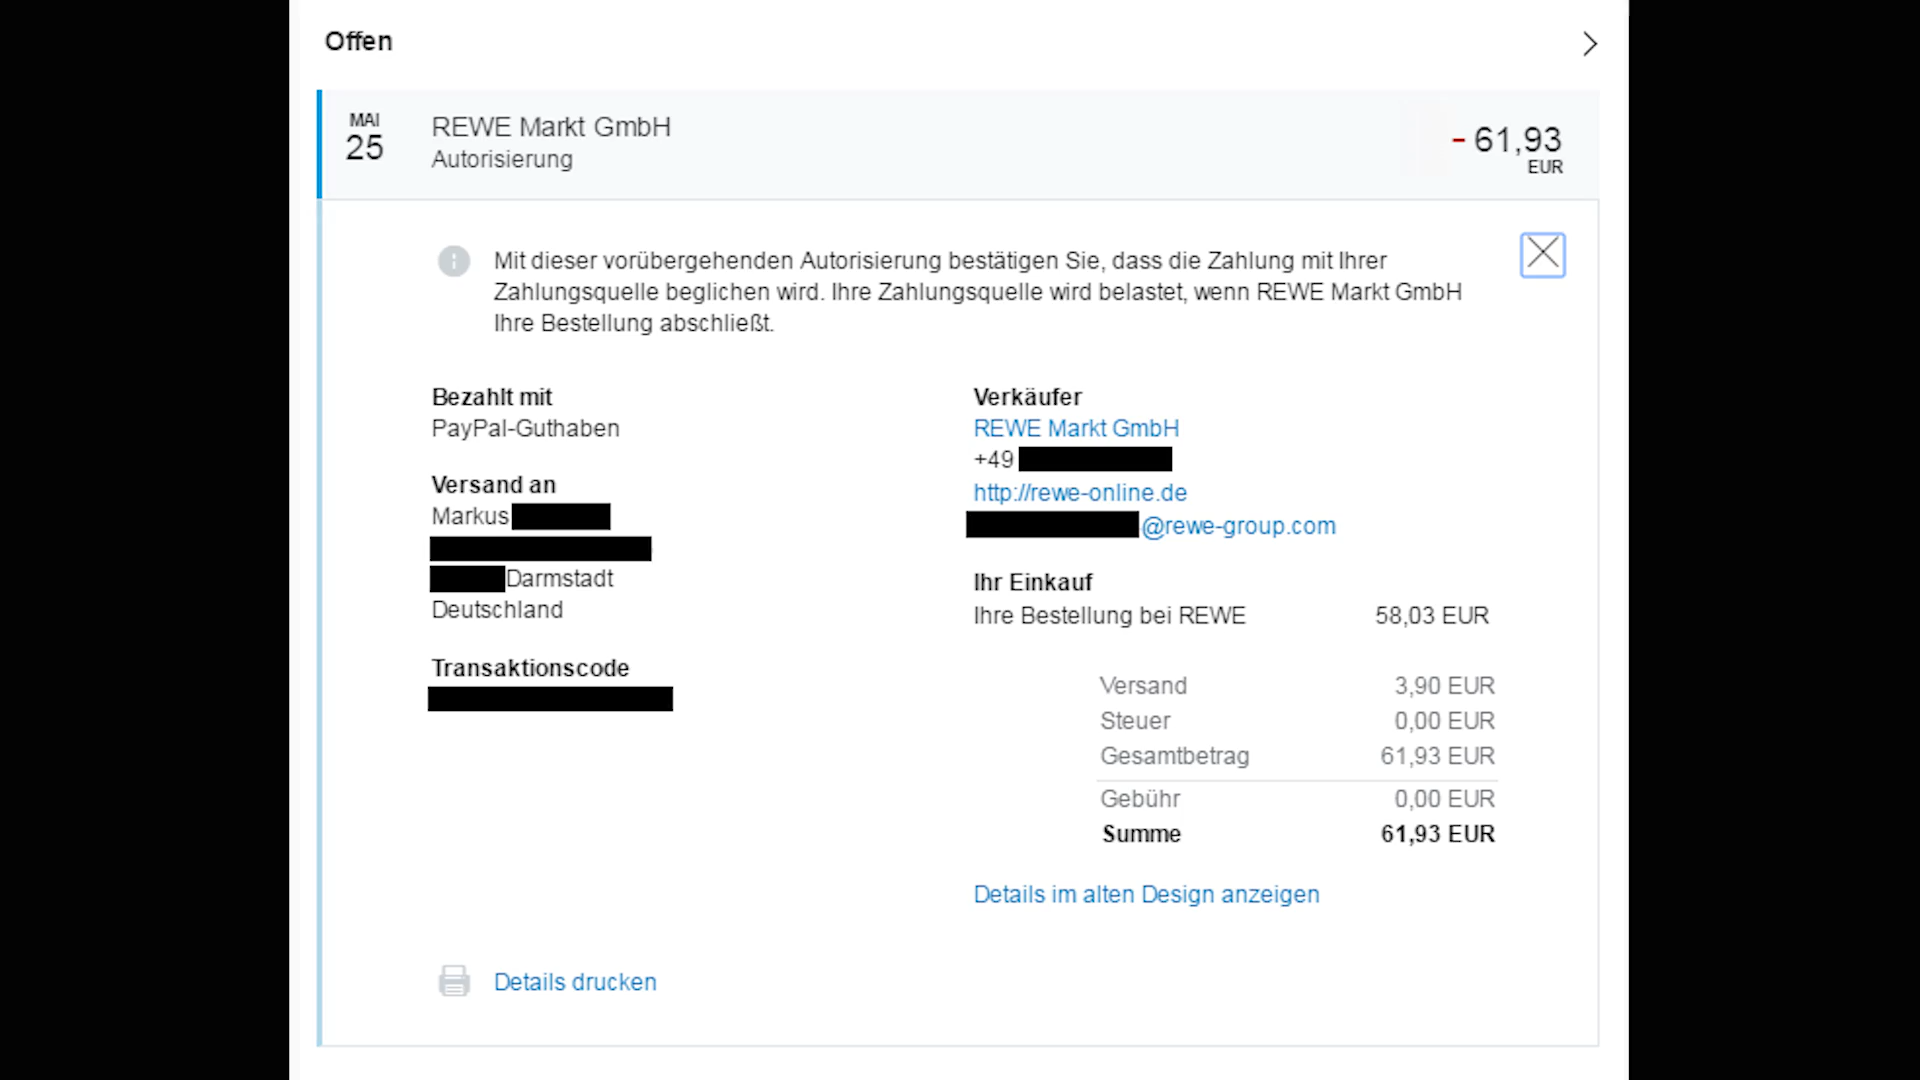 Offen
MAI
25
REWE Markt GmbH
Autorisierung
- 61,93
EUR
Mit dieser vorübergehenden Autorisierung bestätigen Sie, dass die Zahlung mit Ihrer
Zahlungsquelle beglichen wird. Ihre Zahlungsquelle wird belastet, wenn REWE Markt GmbH
Ihre Bestellung abschließt.
Bezahlt mit
PayPal-Guthaben
Versand an
Markus
Darmstadt
Deutschland
Transaktionscode
Verkäufer
REWE Markt GmbH
+49
http://rewe-online.de
@rewe-group.com
Ihr Einkauf
Ihre Bestellung bei REWE 58,03 EUR
Versand 3,90 EUR
Steuer 0,00 EUR
Gesamtbetrag 61,93 EUR
Gebühr 0,00 EUR
Summe 61,93 EUR
Details im alten Design anzeigen
Details drucken